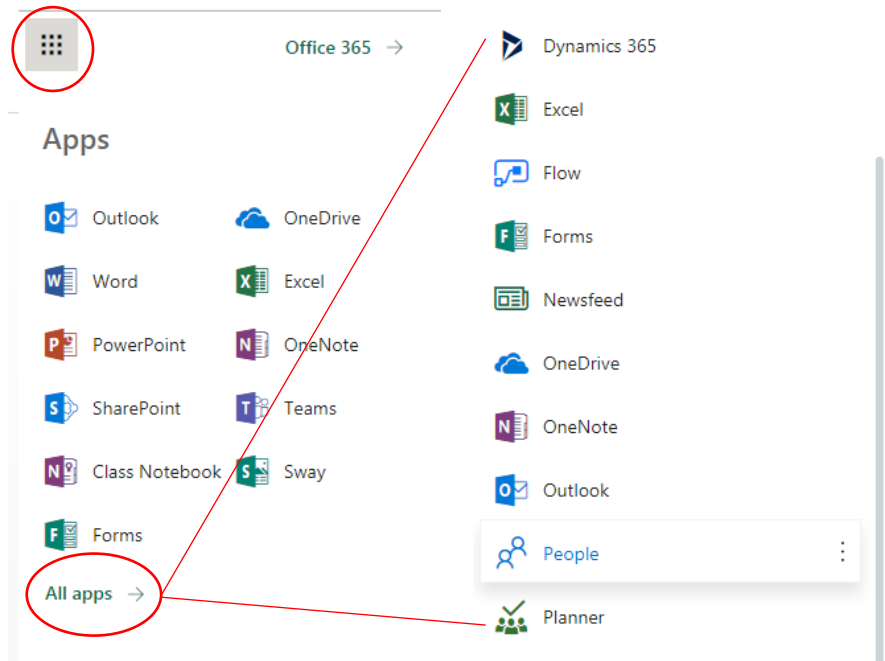 Office 365 →
Apps
Outlook
OneDrive
Word
Excel
PowerPoint
OneNote
SharePoint
Teams
Class Notebook
Sway
Forms
All apps →
Dynamics 365
Excel
Flow
Forms
Newsfeed
OneDrive
OneNote
Outlook
People
Planner